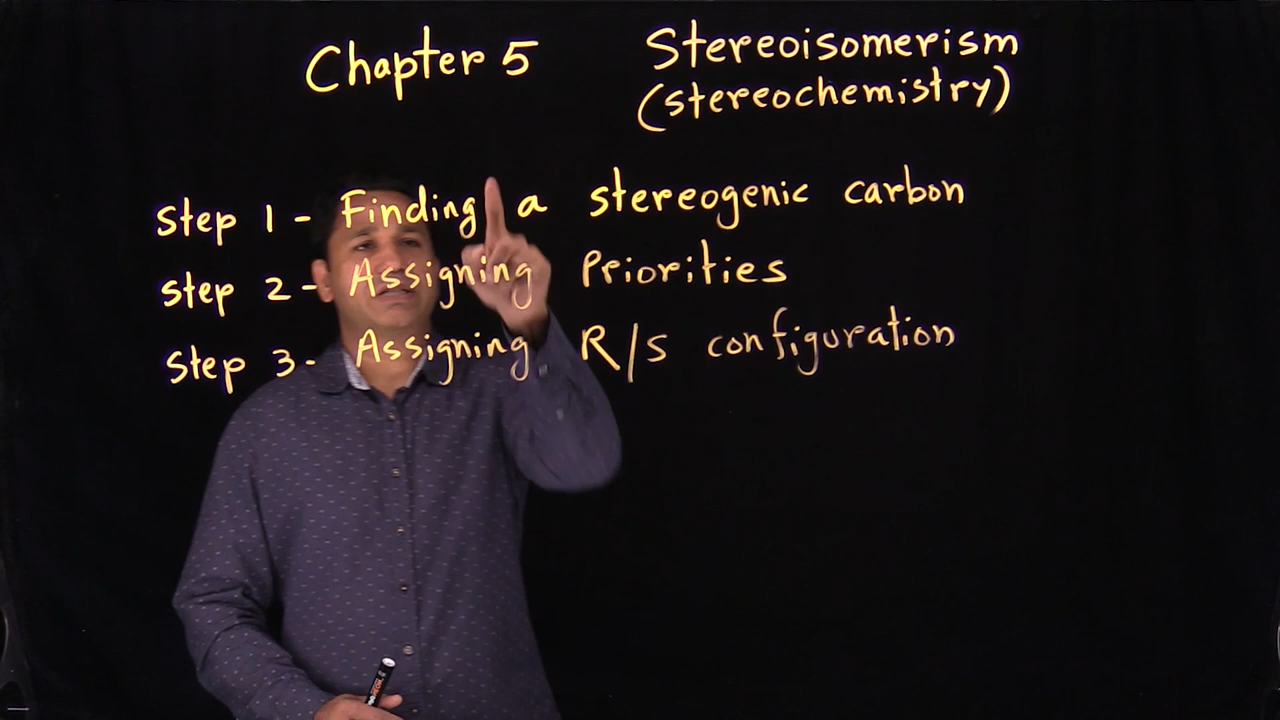 Chapter 5 Stereoisomerism
(stereochemistry)
Step 1 - Finding a stereogenic carbon
Step 2 - Assigning Priorities
Step 3 - Assigning R/S configuration